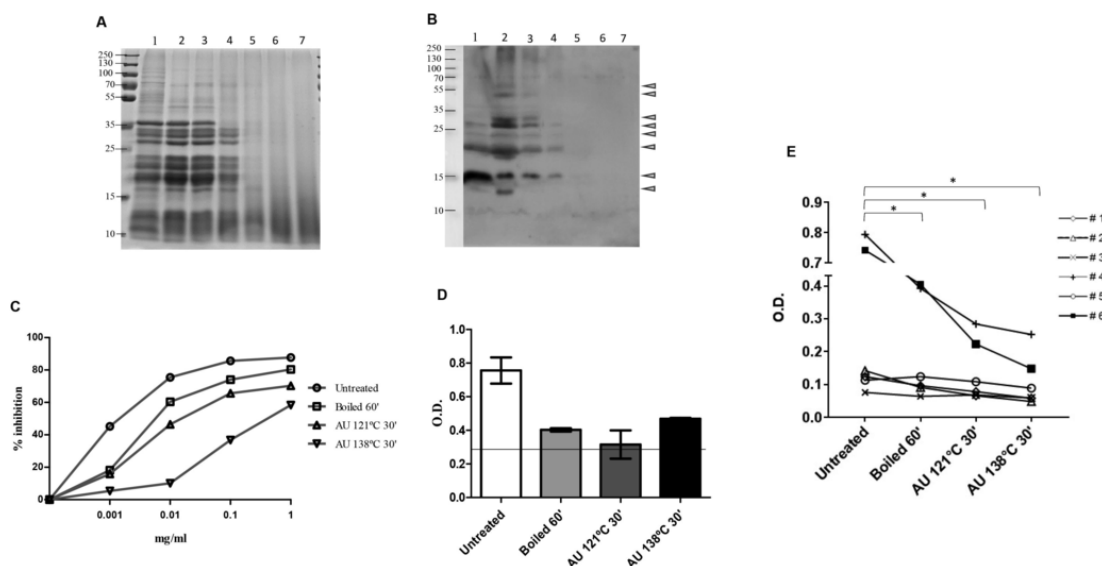 A
1 2 3 4 5 6 7
250
130
100
70
55
35
25
15
10
B
1 2 3 4 5 6 7
250
130
100
70
55
35
25
15
10
C
100
80
60
40
20
0
% inhibition
0.001 0.01 0.1 1
mg/ml
Untreated
Boiled 60'
AU 121ºC 30'
AU 138ºC 30'
D
1.0
0.8
0.6
0.4
0.2
0.0
O.D.
Untreated
Boiled 60'
AU 121ºC 30'
AU 138ºC 30'
E
*
*
*
0.9
0.8
0.7
0.4
0.3
0.2
0.1
0.0
O.D.
Untreated
Boiled 60'
AU 121°C 30'
AU 138°C 30'
# 1
# 2
# 3
# 4
# 5
# 6